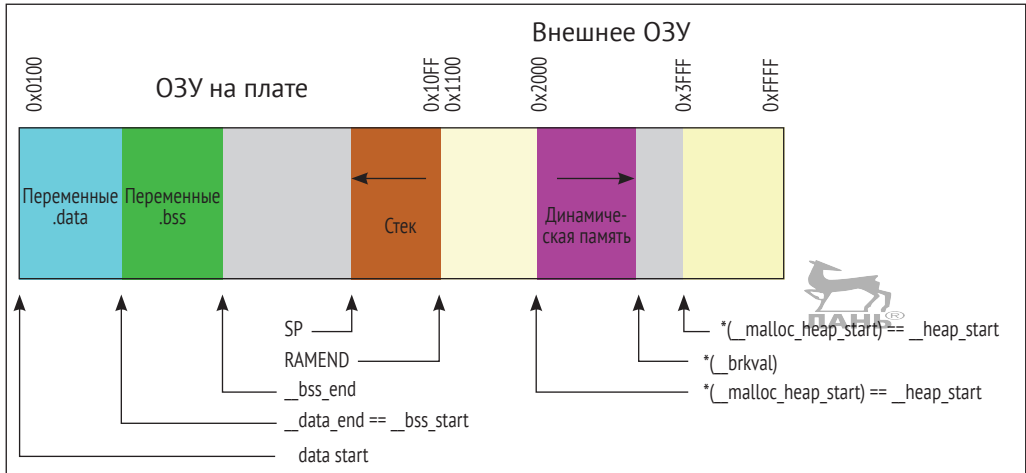 Внешнее ОЗУ
ОЗУ на плате
0x0100
0x10FF
0x1100
0x2000
0x3FFF
0xFFFF
Переменные
.data
Переменные
.bss
Стек
Динамиче-
ская память
ЛАНЬ®
SP
RAMEND
__bss_end
__data_end == __bss_start
data start
*(__malloc_heap_start) == __heap_start
*(__brkval)
*(__malloc_heap_start) == __heap_start